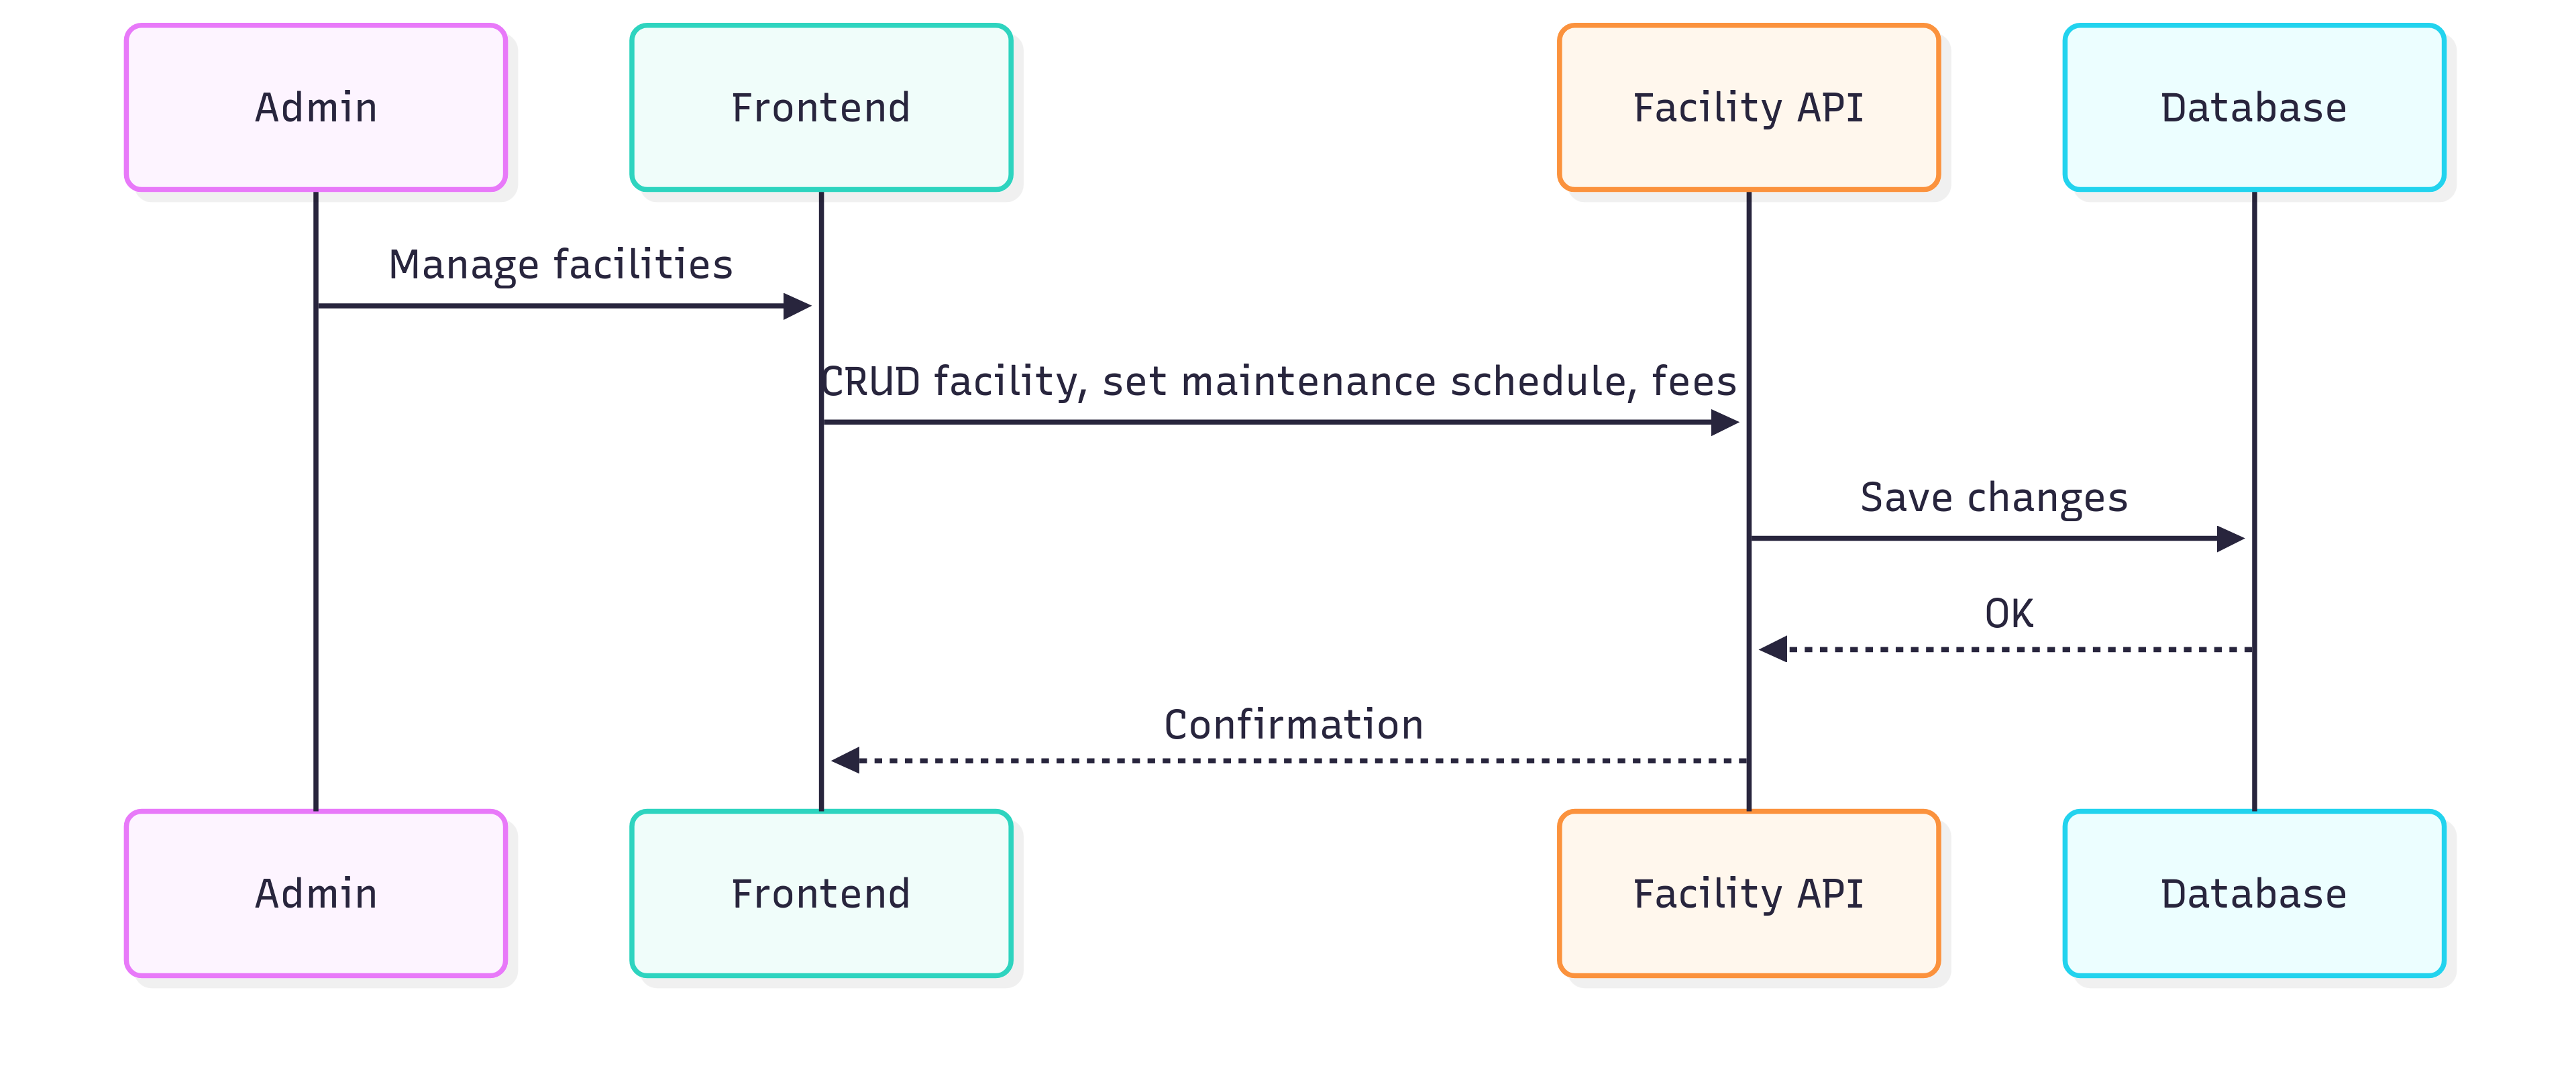 Admin
Frontend
Facility API
Database
Manage facilities
CRUD facility, set maintenance schedule, fees
Save changes
OK
Confirmation
Admin
Frontend
Facility API
Database